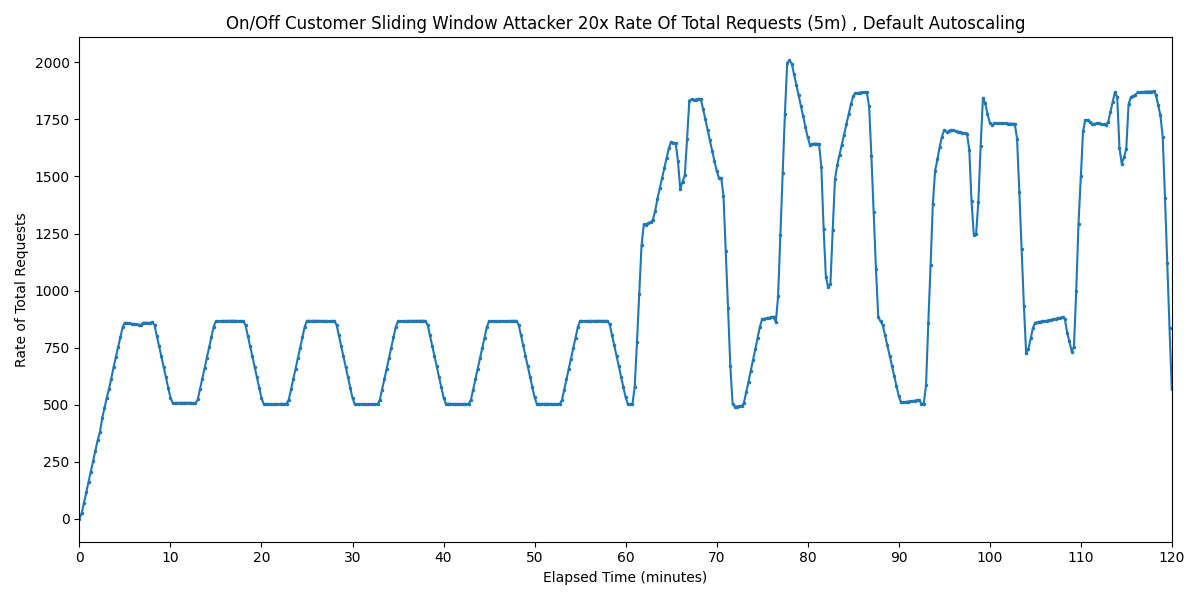 On/Off Customer Sliding Window Attacker 20x Rate Of Total Requests (5m) , Default Autoscaling
Rate of Total Requests
2000
1750
1500
1250
1000
750
500
250
0
0 10 20 30 40 50 60 70 80 90 100 110 120
Elapsed Time (minutes)